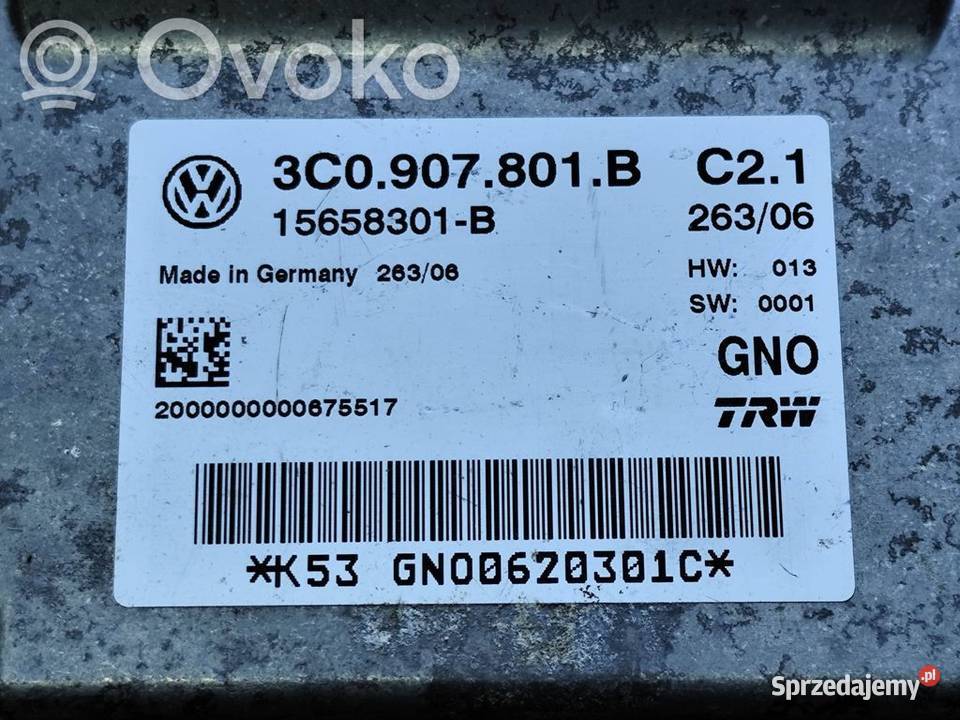 Ovoko
3C0.907.801.B C2.1
15658301-B 263/06
Made in Germany 263/06 HW: 013
SW: 0001
GNO
2000000000675517 TRW
*K53 GNO0620301C*
Sprzedajemy.pl